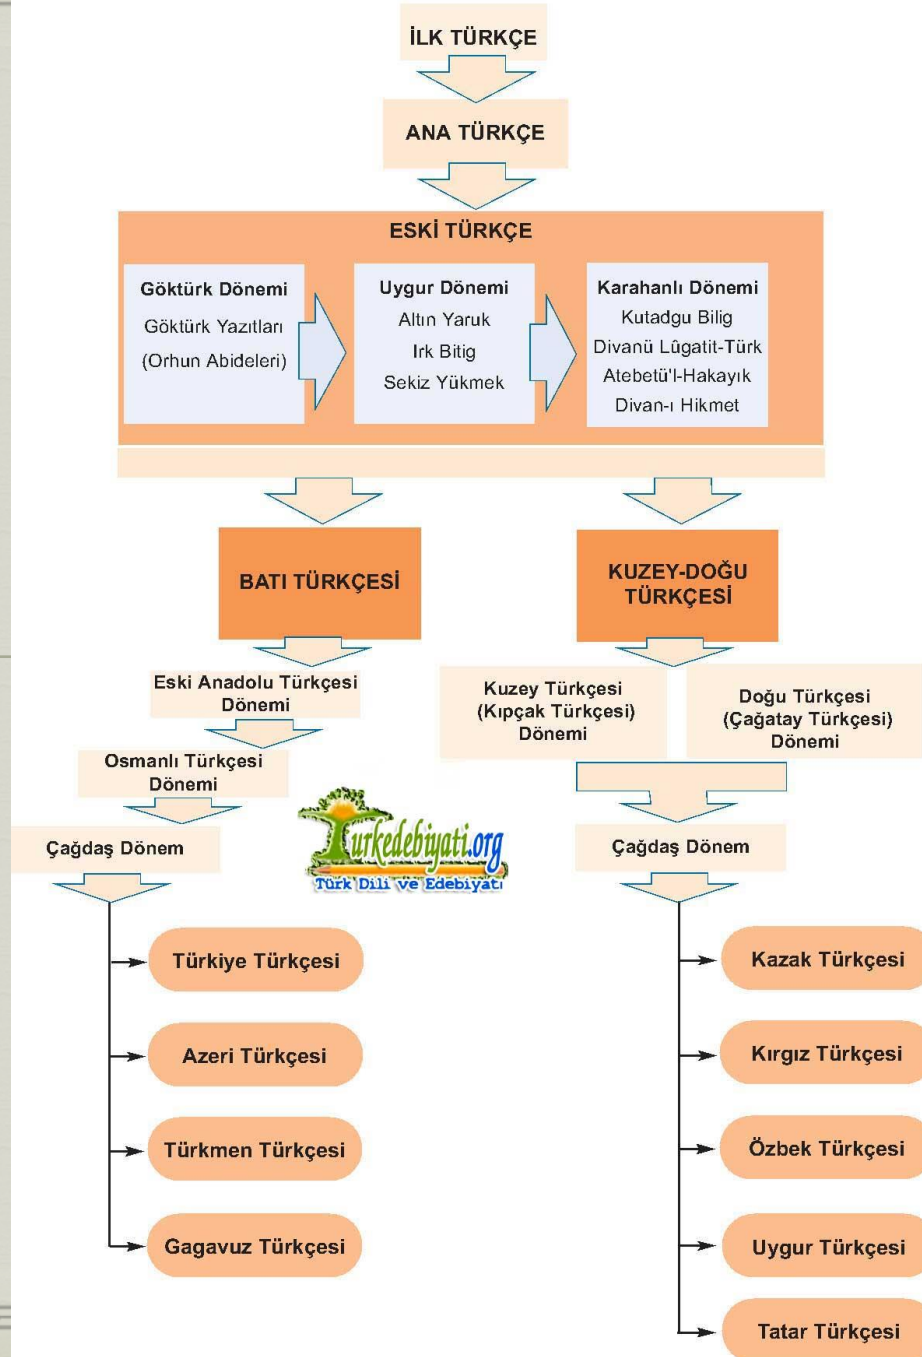 İLK TÜRKÇE
ANA TÜRKÇE
ESKİ TÜRKÇE
Göktürk Dönemi
Göktürk Yazıtları
(Orhun Abideleri)
Uygur Dönemi
Altın Yaruk
Irk Bitig
Sekiz Yükmek
Karahanlı Dönemi
Kutadgu Bilig
Divanü Lûgatit-Türk
Atebetü'l-Hakayık
Divan-ı Hikmet
BATI TÜRKÇESİ
KUZEY-DOĞU
TÜRKÇESİ
Eski Anadolu Türkçesi
Dönemi
Osmanlı Türkçesi
Dönemi
Çağdaş Dönem
Türkiye Türkçesi
Azeri Türkçesi
Türkmen Türkçesi
Gagavuz Türkçesi
Turkedebiyati.org
Türk Dili ve Edebiyatı
Kuzey Türkçesi
(Kıpçak Türkçesi)
Dönemi
Doğu Türkçesi
(Çağatay Türkçesi)
Dönemi
Çağdaş Dönem
Kazak Türkçesi
Kırgız Türkçesi
Özbek Türkçesi
Uygur Türkçesi
Tatar Türkçesi